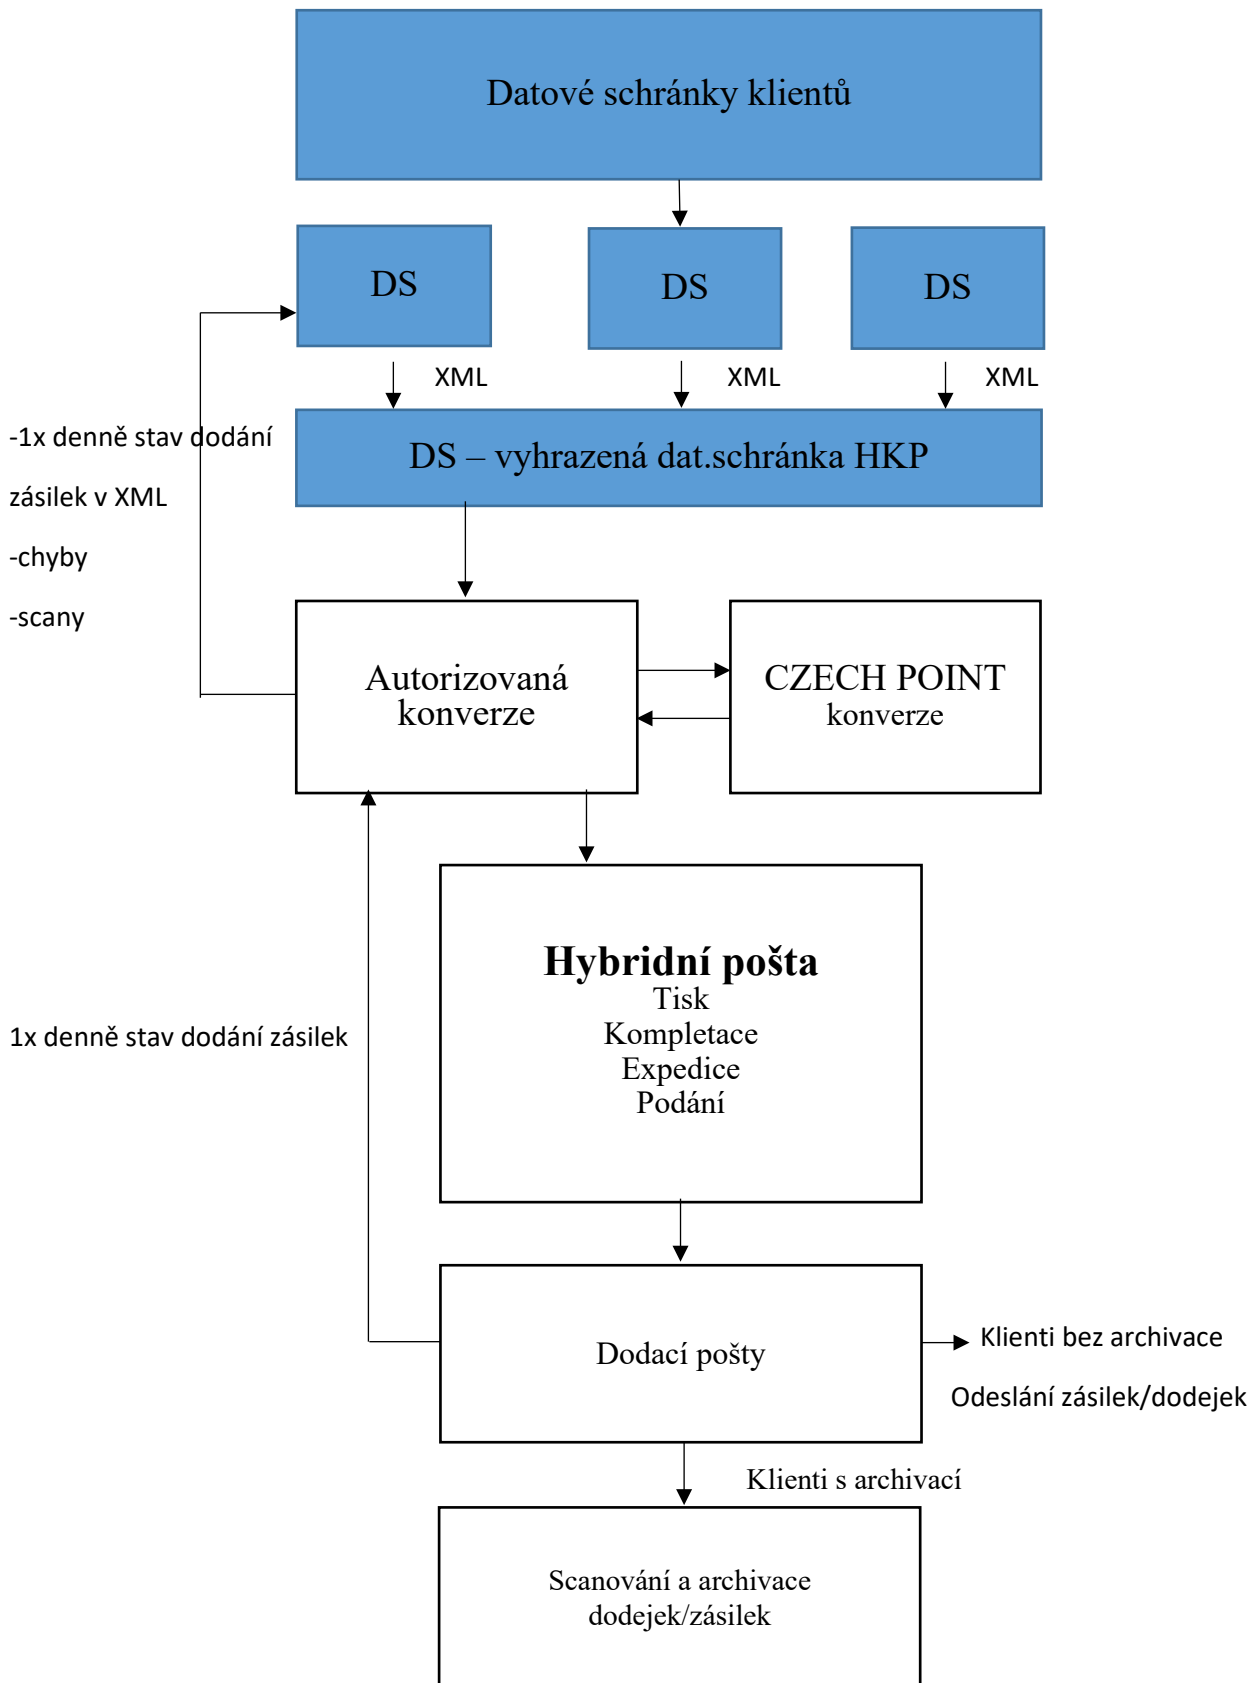 Datové schránky klientů
DS
DS
DS
XML
XML
XML
-1x denně stav dodání
zásilek v XML
-chyby
-scany
DS – vyhrazená dat.schránka HKP
Autorizovaná
konverze
CZECH POINT
konverze
Hybridní pošta
Tisk
Kompletace
Expedice
Podání
1x denně stav dodání zásilek
Dodací pošty
Klienti bez archivace
Odeslání zásilek/dodejek
Klienti s archivací
Scanování a archivace
dodejek/zásilek